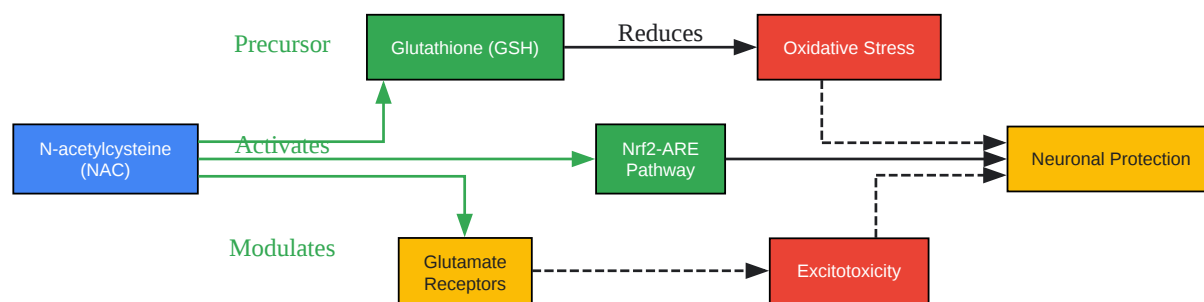 Precursor
Glutathione (GSH)
Reduces
Oxidative Stress
N-acetylcysteine
(NAC)
Activates
Nrf2-ARE
Pathway
Neuronal Protection
Modulates
Glutamate
Receptors
Excitotoxicity